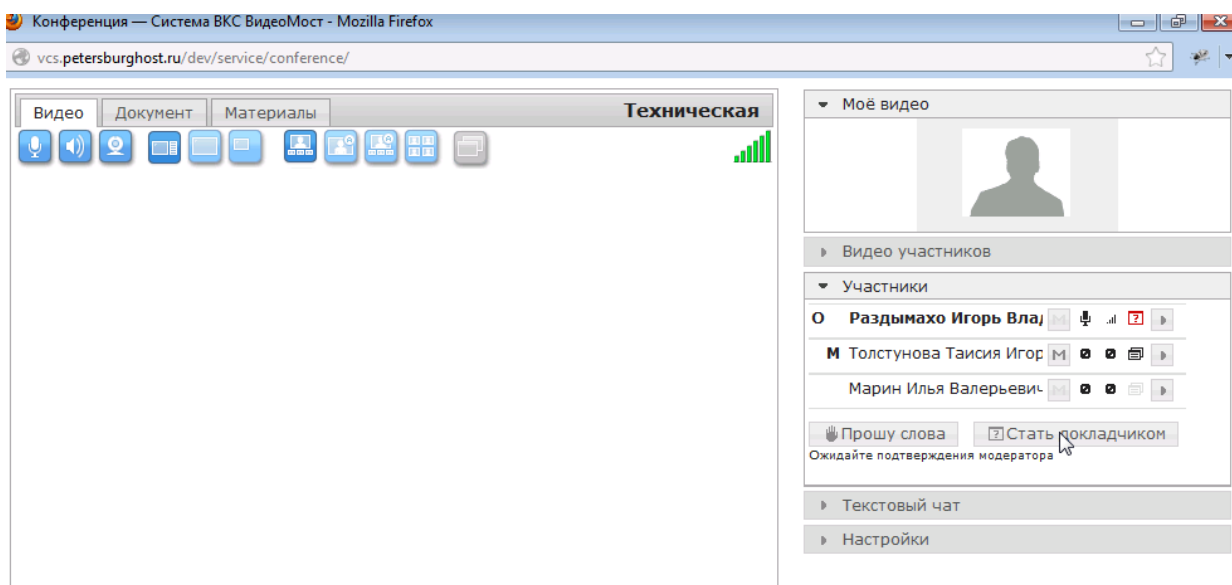 Конференция — Система ВКС ВидеоМост - Mozilla Firefox
vcs.petersburghost.ru/dev/service/conference/
Видео Документ Материалы Техническая
Моё видео
Видео участников
Участники
О Раздымахо Игорь Влад
М Толстунова Таисия Игор М
Марин Илья Валерьевич М
Прошу слова Стать докладчиком
Ожидайте подтверждения модератора
Текстовый чат
Настройки